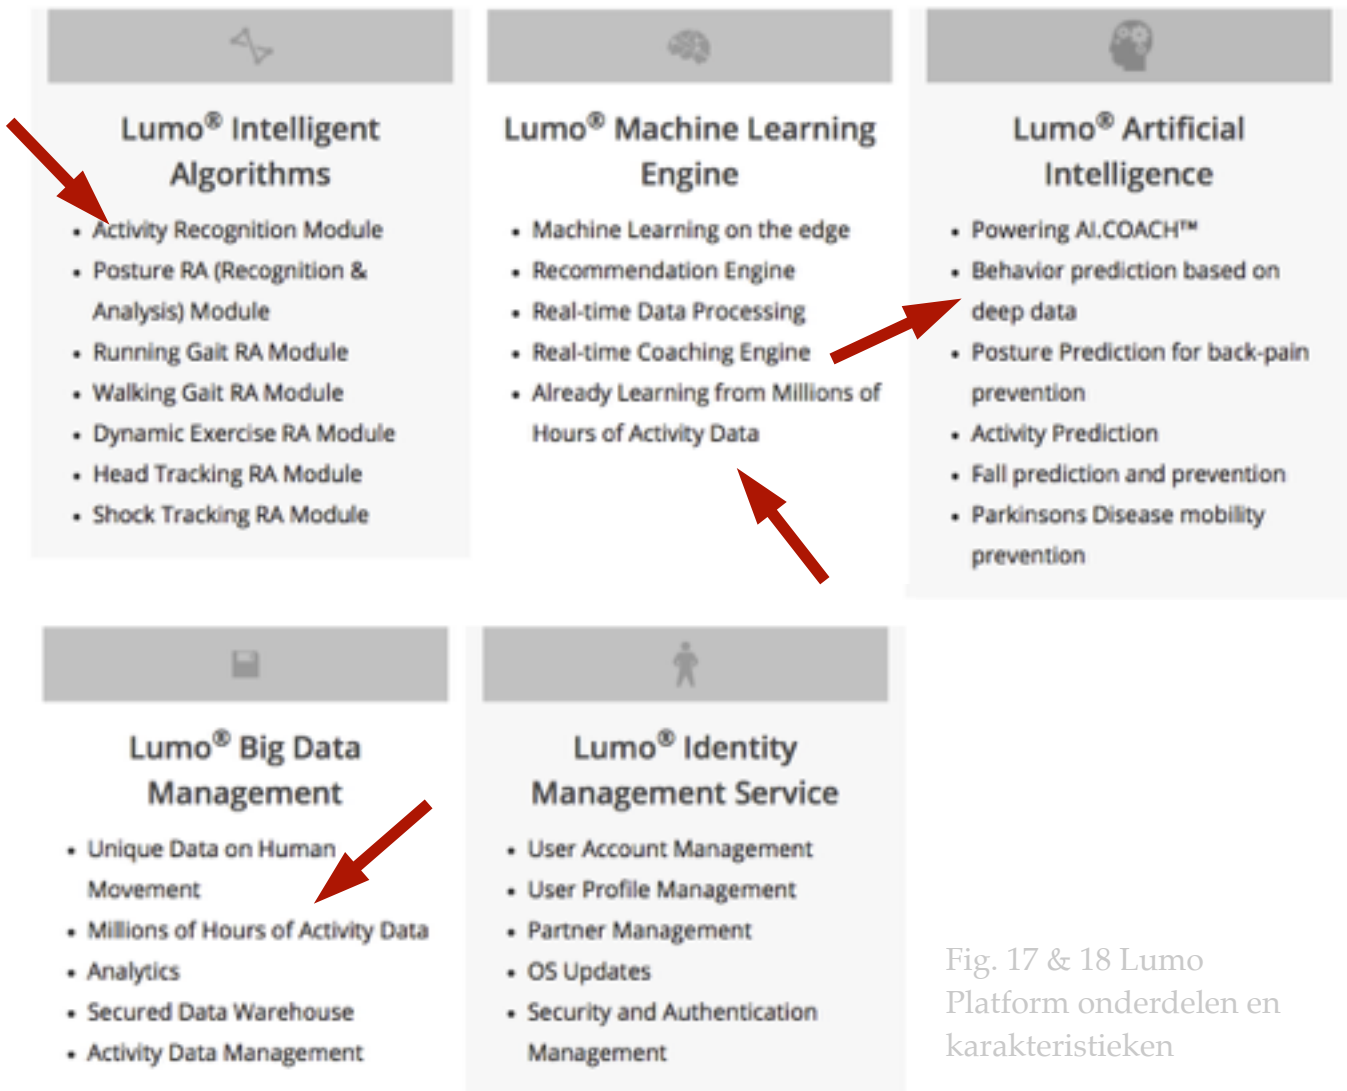 Lumo® Intelligent
Algorithms
• Activity Recognition Module
• Posture RA (Recognition &
Analysis) Module
• Running Gait RA Module
• Walking Gait RA Module
• Dynamic Exercise RA Module
• Head Tracking RA Module
• Shock Tracking RA Module
Lumo® Machine Learning
Engine
• Machine Learning on the edge
• Recommendation Engine
• Real-time Data Processing
• Real-time Coaching Engine
• Already Learning from Millions of
Hours of Activity Data
Lumo® Artificial
Intelligence
• Powering AI.COACH™
• Behavior prediction based on
deep data
• Posture Prediction for back-pain
prevention
• Activity Prediction
• Fall prediction and prevention
• Parkinsons Disease mobility
prevention
Lumo® Big Data
Management
• Unique Data on Human
Movement
• Millions of Hours of Activity Data
• Analytics
• Secured Data Warehouse
• Activity Data Management
Lumo® Identity
Management Service
• User Account Management
• User Profile Management
• Partner Management
• OS Updates
• Security and Authentication
Management
Fig. 17 & 18 Lumo
Platform onderdelen en
karakteristieken